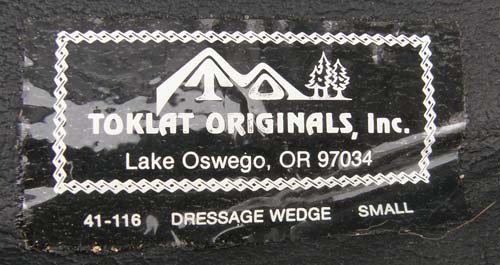 TOKLAT ORIGINALS, Inc.
Lake Oswego, OR 97034
41-116 DRESSAGE WEDGE SMALL